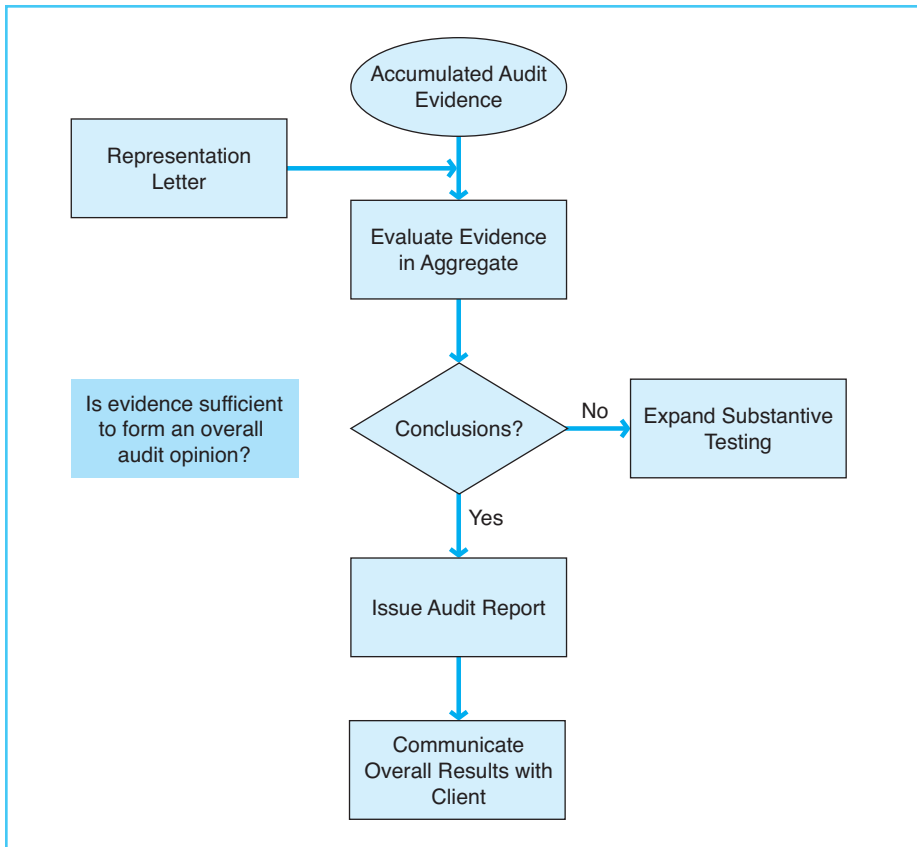 Accumulated Audit
Evidence
Representation
Letter
Evaluate Evidence
in Aggregate
Is evidence sufficient
to form an overall
audit opinion?
Conclusions?
No
Expand Substantive
Testing
Yes
Issue Audit Report
Communicate
Overall Results with
Client